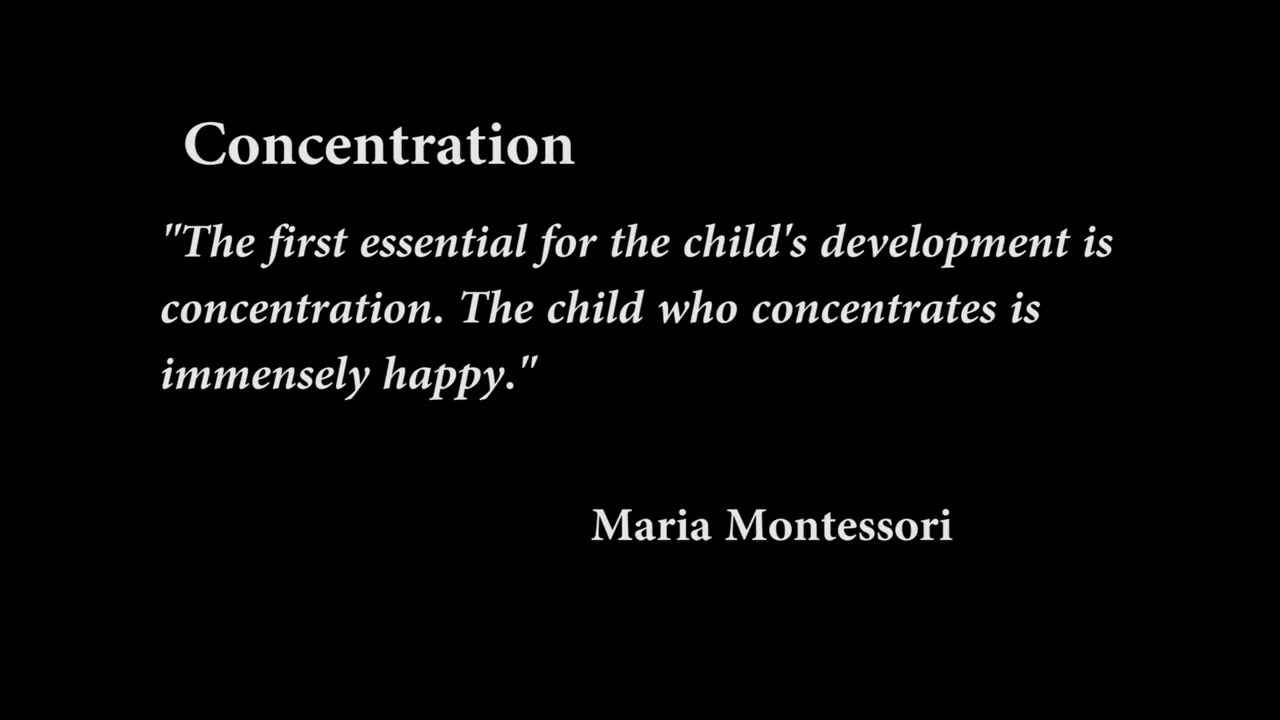 Concentration
"The first essential for the child's development is
concentration. The child who concentrates is
immensely happy."
Maria Montessori